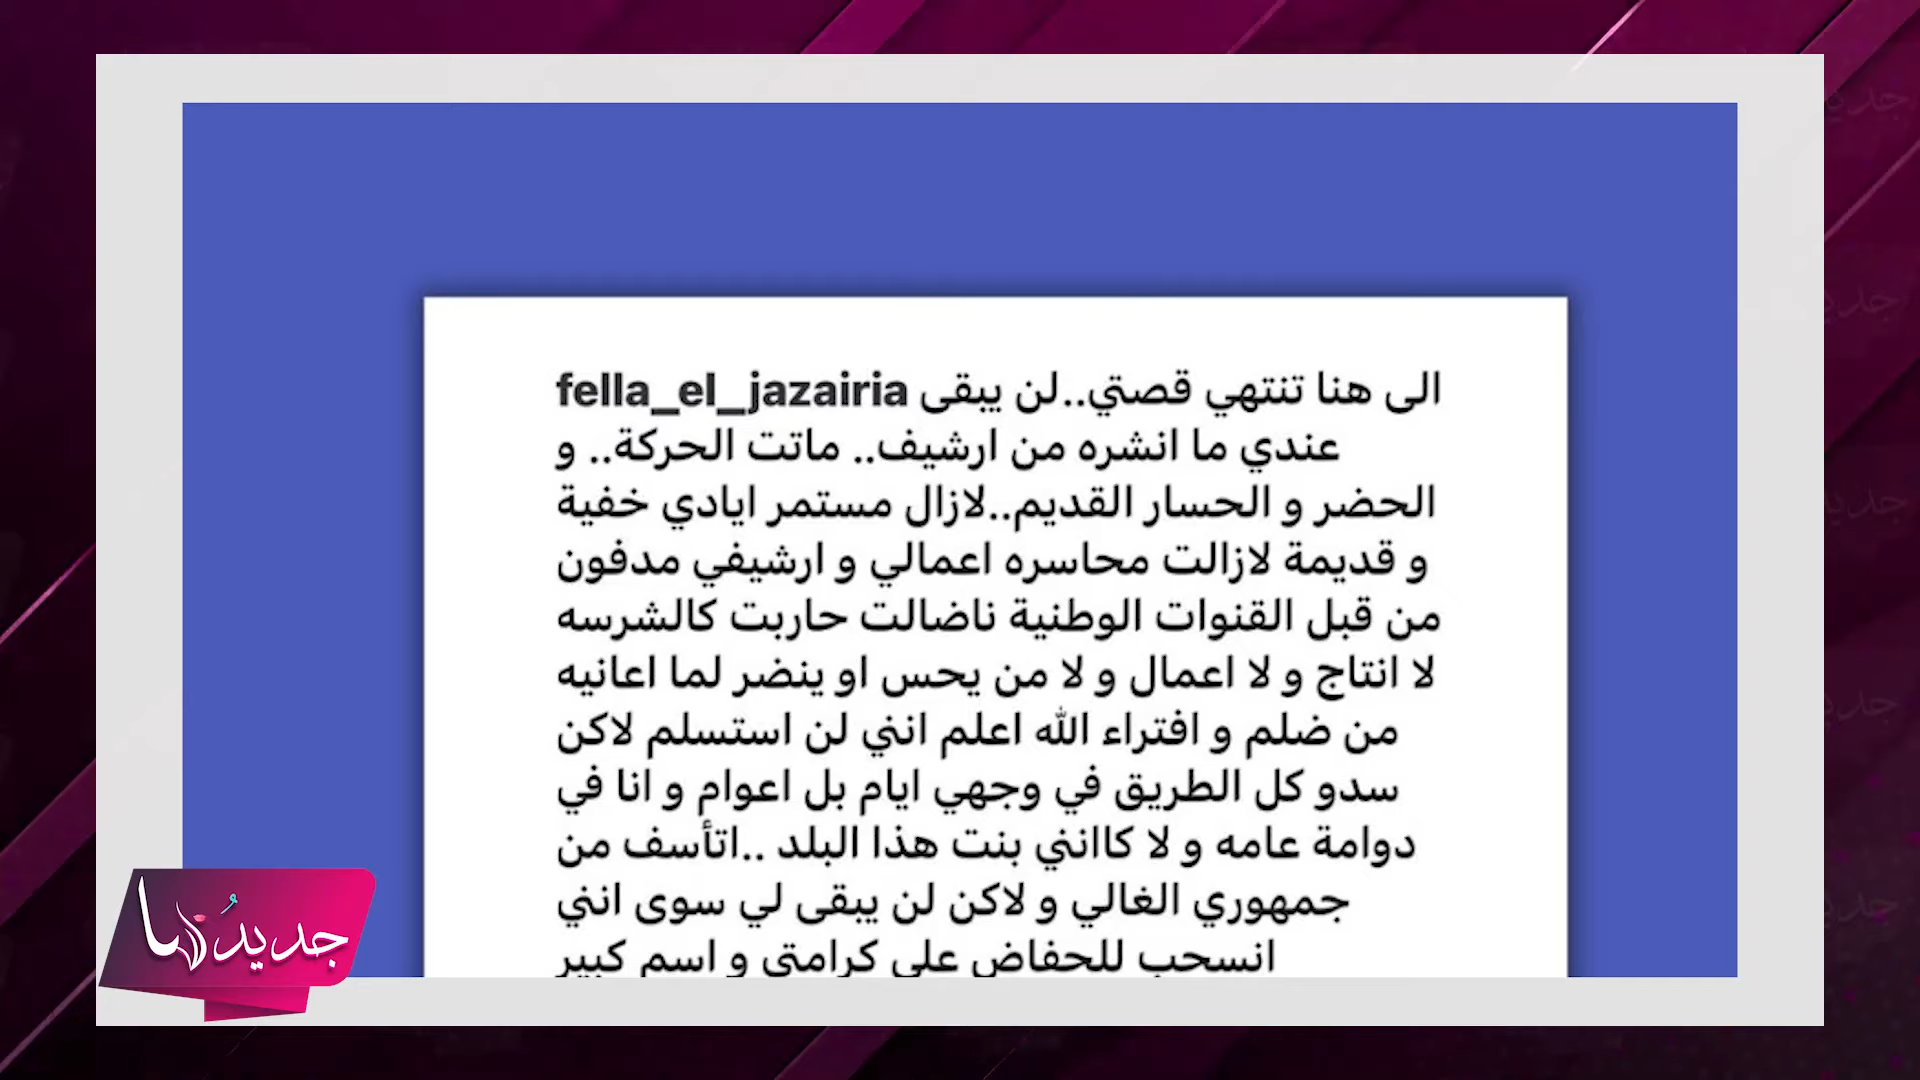 fella_el_jazairia الى هنا تنتهي قصتي..لن يبقى
عندي ما انشره من ارشيف.. ماتت الحركة.. و
الحضر و الحسار القديم..لازال مستمر ايادي خفية
و قديمة لازالت محاسره اعمالي و ارشيفي مدفون
من قبل القنوات الوطنية ناضالت حاربت كالشرسه
لا انتاج و لا اعمال و لا من يحس او ينضر لما اعانيه
من ضلم و افتراء الله اعلم انني لن استسلم لاكن
سدو كل الطريق في وجهي ايام بل اعوام و انا في
دوامة عامه و لا كاانني بنت هذا البلد ..اتأسف من
جمهوري الغالي و لاكن لن يبقى لي سوى انني
انسحب للحفاض على كرامتي و اسم كبير
جديدُها